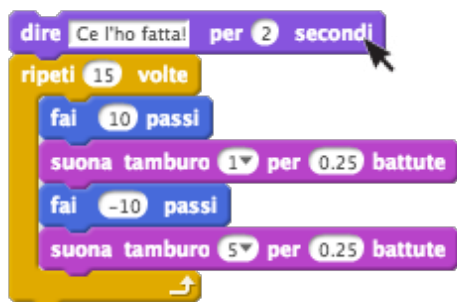 dire Ce l'ho fatta! per 2 secondi
ripeti 15 volte
fai 10 passi
suona tamburo 1 per 0.25 battute
fai -10 passi
suona tamburo 5 per 0.25 battute